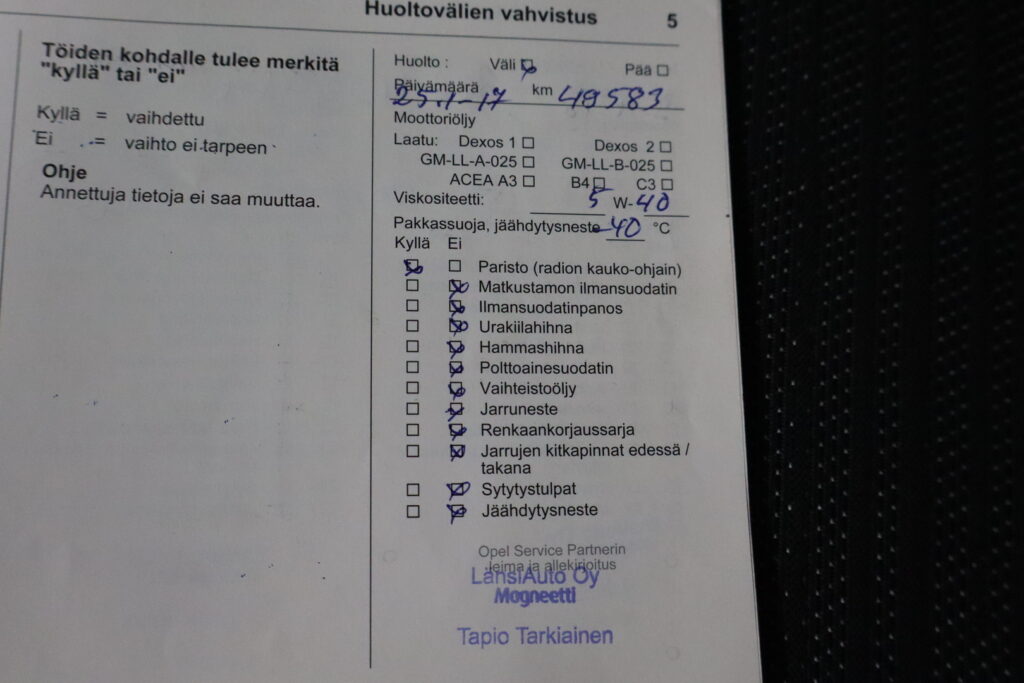 Huoltovälien vahvistus 5
Töiden kohdalle tulee merkitä
"kyllä" tai "ei"
Kyllä = vaihdettu
Ei = vaihto ei tarpeen
Ohje
Annettuja tietoja ei saa muuttaa.
Huolto : Väli Pää
Päivämäärä 25.1-17 km 49583
Moottoriöljy
Laatu: Dexos 1 Dexos 2
GM-LL-A-025 GM-LL-B-025
ACEA A3 B4 C3
Viskositeetti: 5 W-40
Pakkassuoja, jäähdytysneste -40 °C
Kyllä Ei
Paristo (radion kauko-ohjain)
Matkustamon ilmansuodatin
Ilmansuodatinpanos
Urakiilahihna
Hammashihna
Polttoainesuodatin
Vaihteistoöljy
Jarruneste
Renkaankorjaussarja
Jarrujen kitkapinnat edessä /
takana
Sytytystulpat
Jäähdytysneste
Opel Service Partnerin
leima ja allekirjoitus
LänsiAuto Oy
Mogneetti
Tapio Tarkiainen